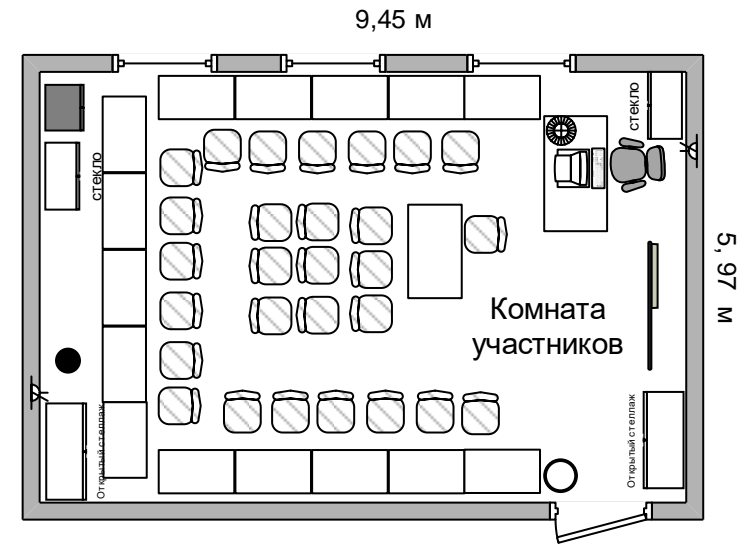 9,45 м
стекло
стекло
5, 97 м
Комната
участников
Открытый стеллаж
Открытый стеллаж